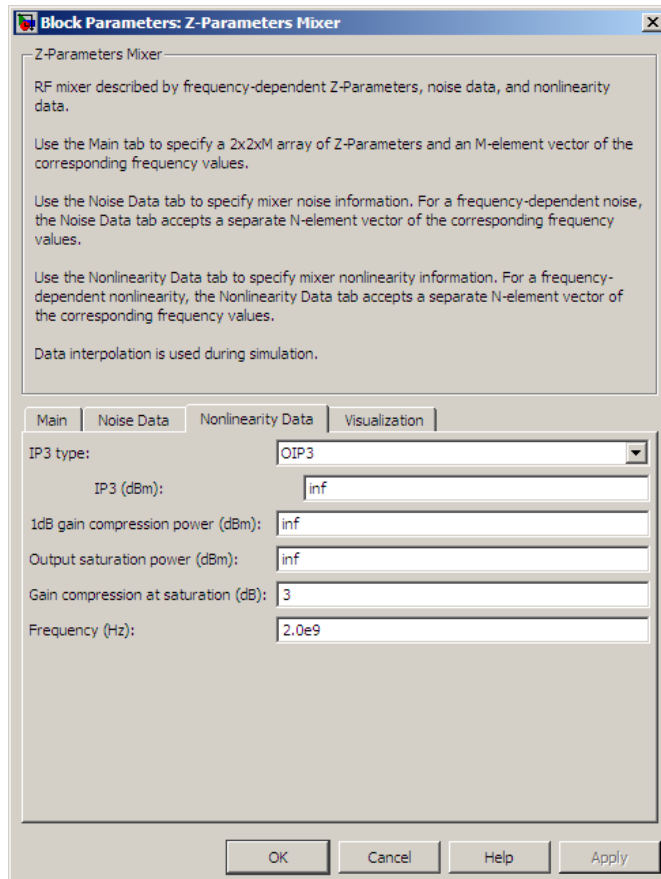 Block Parameters: Z-Parameters Mixer
Z-Parameters Mixer
RF mixer described by frequency-dependent Z-Parameters, noise data, and nonlinearity
data.
Use the Main tab to specify a 2x2xM array of Z-Parameters and an M-element vector of the
corresponding frequency values.
Use the Noise Data tab to specify mixer noise information. For a frequency-dependent noise,
the Noise Data tab accepts a separate N-element vector of the corresponding frequency
values.
Use the Nonlinearity Data tab to specify mixer nonlinearity information. For a frequency-
dependent nonlinearity, the Nonlinearity Data tab accepts a separate N-element vector of
the corresponding frequency values.
Data interpolation is used during simulation.
Main Noise Data Nonlinearity Data Visualization
IP3 type: OIP3
IP3 (dBm): inf
1dB gain compression power (dBm): inf
Output saturation power (dBm): inf
Gain compression at saturation (dB): 3
Frequency (Hz): 2.0e9
OK Cancel Help Apply